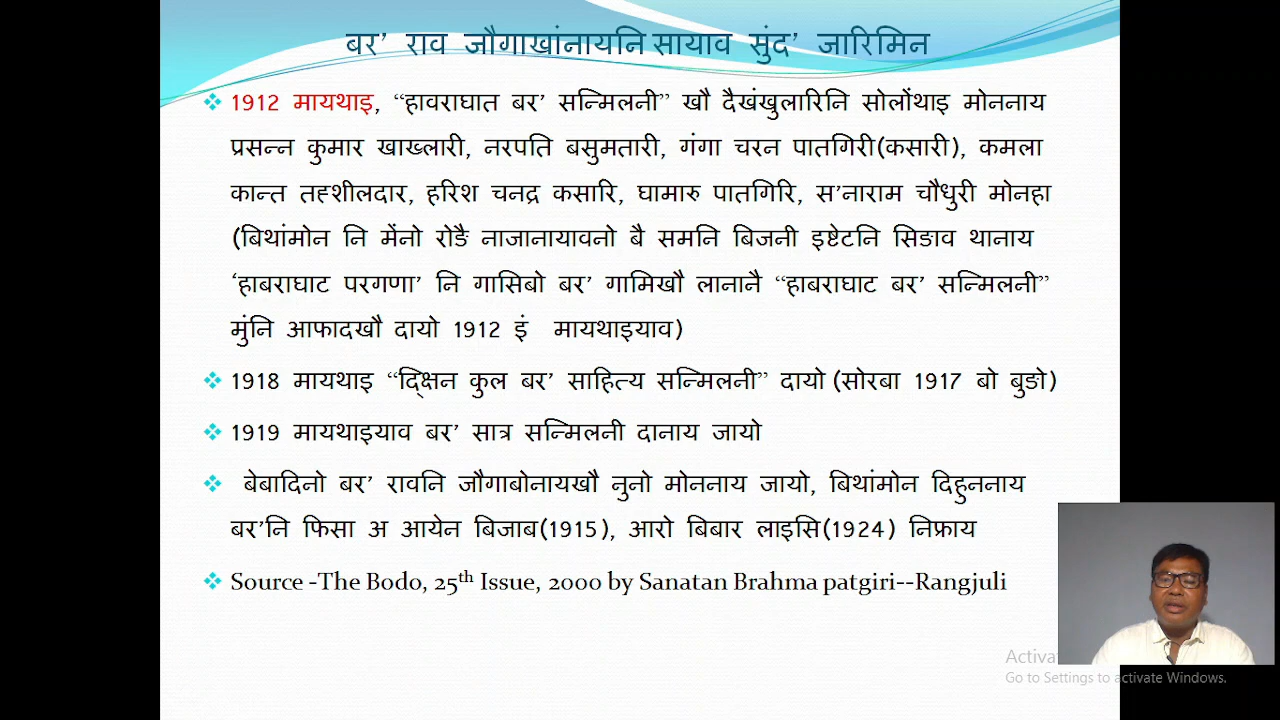 बर’ राव जौगाखांनायनि सायाव सुंद’ जारिमिन
1912 मायथाइ, “हावराघात बर’ सन्मिलनी” खौ दैखंखुलारिनि सोलोंथाइ मोननाय
प्रसन्न कुमार खाख्लारी, नरपति बसुमतारी, गंगा चरन पातगिरी(कसारी), कमला
कान्त तह्शीलदार, हरिश चनद्र कसारि, घामारु पातगिरि, स’नाराम चौधुरी मोनहा
(बिथांमोन नि मेंनो रोङै नाजानायावनो बै समनि बिजनी इष्टेटनि सिङाव थानाय
‘हाबराघाट परगणा’ नि गासिबो बर’ गामिखौ लानानै “हाबराघाट बर’ सन्मिलनी”
मुंनि आफादखौ दायो 1912 इं मायथाइयाव)
1918 मायथाइ “द्क्षिन कुल बर’ साहित्य सन्मिलनी” दायो (सोरबा 1917 बो बुङो)
1919 मायथाइयाव बर’ सात्र सन्मिलनी दानाय जायो
बेबादिनो बर’ रावनि जौगाबोनायखौ नुनो मोननाय जायो, बिथांमोन दिहुननाय
बर’नि फिसा अ आयेन बिजाब(1915), आरो बिबार लाइसि(1924) निफ्राय
Source -The Bodo, 25th Issue, 2000 by Sanatan Brahma patgiri--Rangjuli
Activa
Go to Settings to activate Windows.